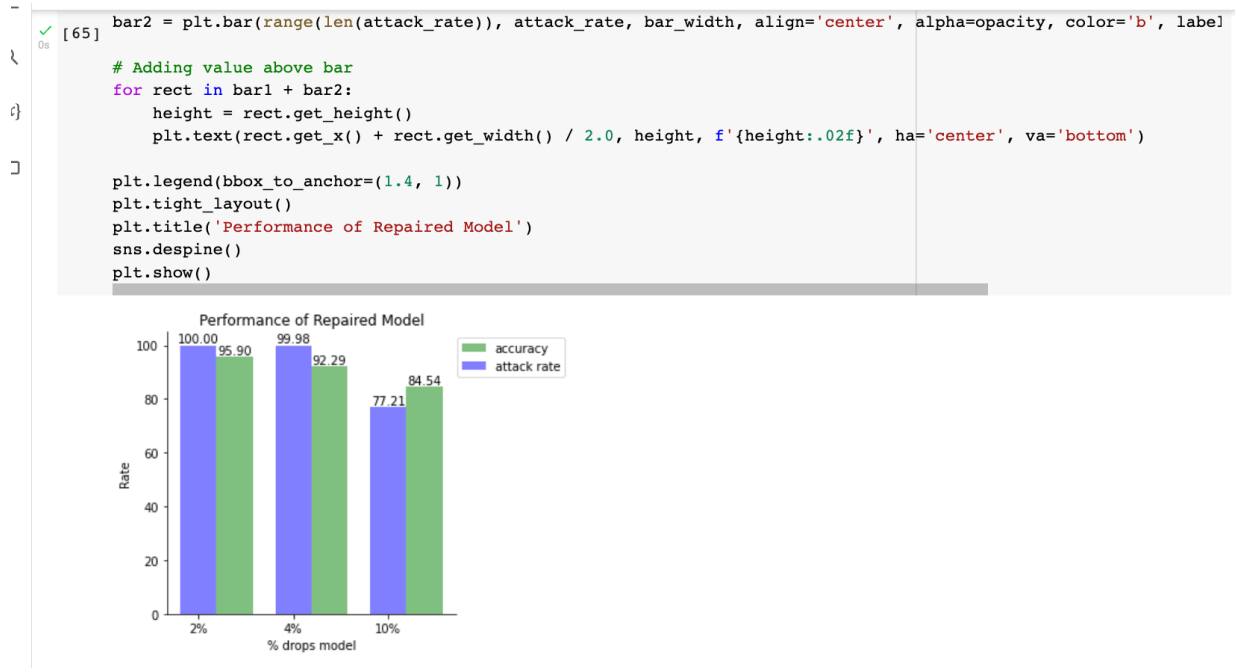 bar2 = plt.bar(range(len(attack_rate)), attack_rate, bar_width, align='center', alpha=opacity, color='b', label
[65]
0s
# Adding value above bar
for rect in bar1 + bar2:
    height = rect.get_height()
    plt.text(rect.get_x() + rect.get_width() / 2.0, height, f'{height:.02f}', ha='center', va='bottom')
plt.legend(bbox_to_anchor=(1.4, 1))
plt.tight_layout()
plt.title('Performance of Repaired Model')
sns.despine()
plt.show()
Performance of Repaired Model
100.00 95.90 99.98 92.29 77.21 84.54
accuracy
attack rate
100
80
60
40
20
0
Rate
2% 4% 10%
% drops model